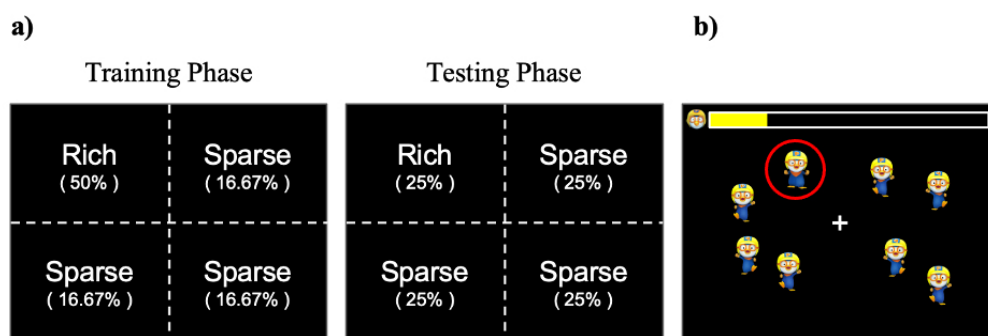 a)
b)
Training Phase
Testing Phase
Rich
( 50% )
Sparse
( 16.67% )
Rich
( 25% )
Sparse
( 25% )
Sparse
( 16.67% )
Sparse
( 16.67% )
Sparse
( 25% )
Sparse
( 25% )